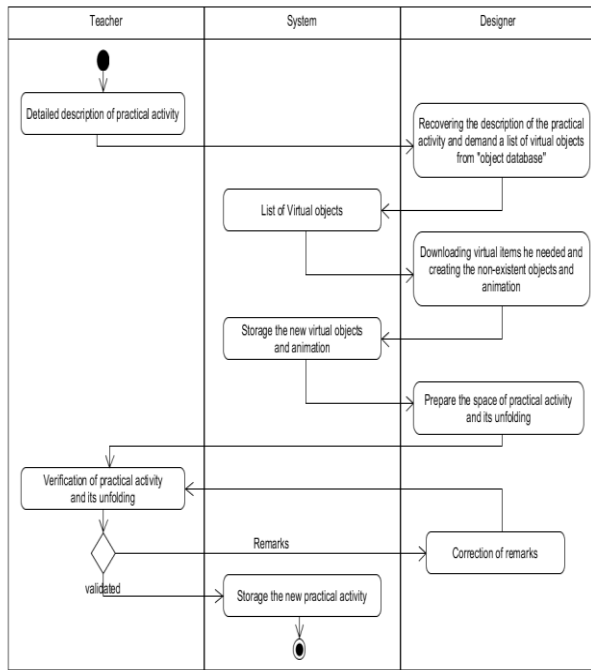 Teacher
System
Designer
Detailed description of practical activity
Recovering the description of the practical
activity and demand a list of virtual objects
from "object database"
List of Virtual objects
Downloading virtual items he needed and
creating the non-existent objects and
animation
Storage the new virtual objects
and animation
Prepare the space of practical activity
and its unfolding
Verification of practical activity
and its unfolding
Remarks
Correction of remarks
validated
Storage the new practical activity